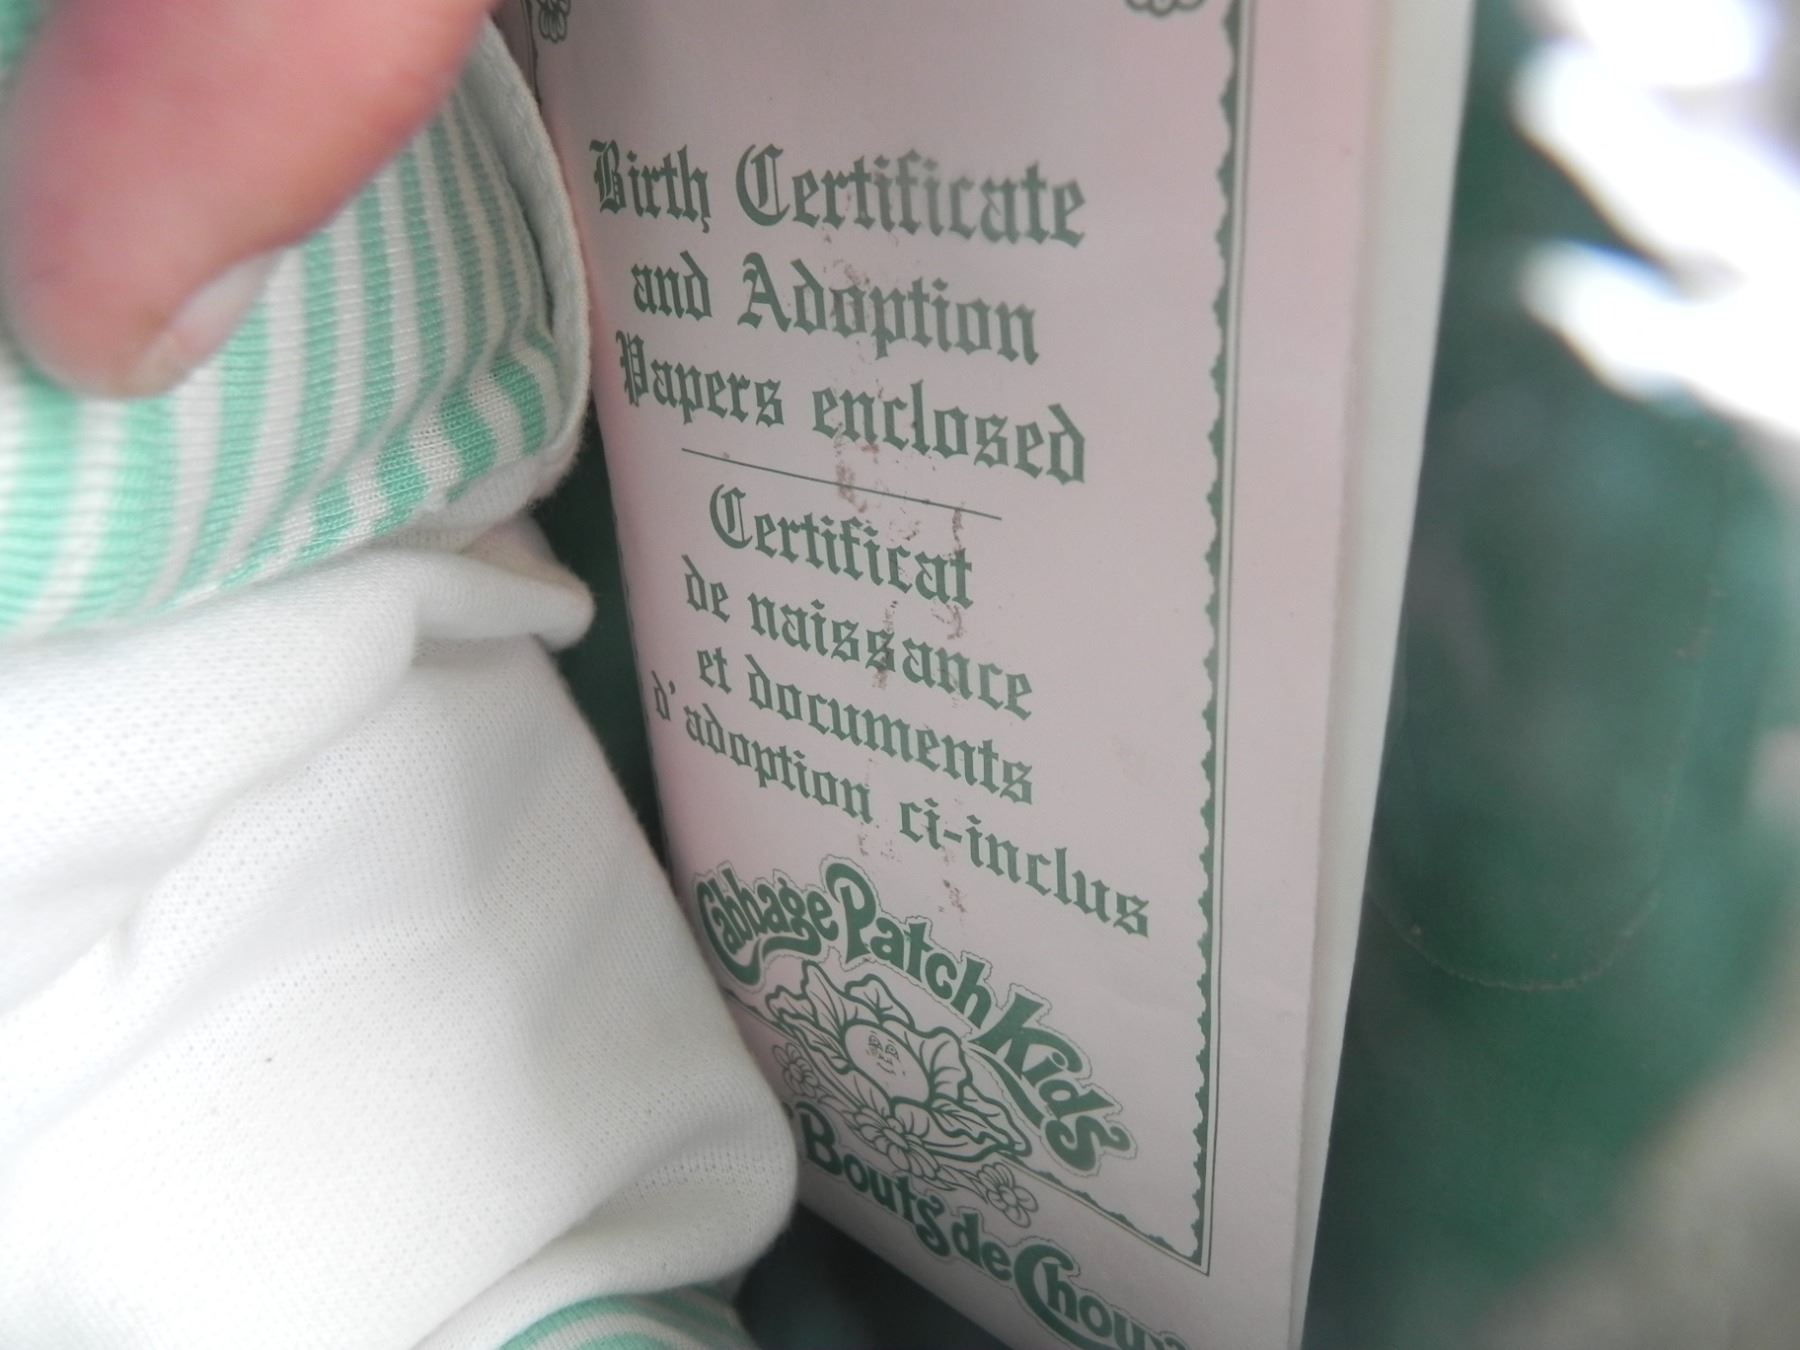 Birth Certificate
and Adoption
Papers enclosed
Certificat
de naissance
et documents
d'adoption ci-inclus
Cabbage Patch Kids
Bouts de Choux